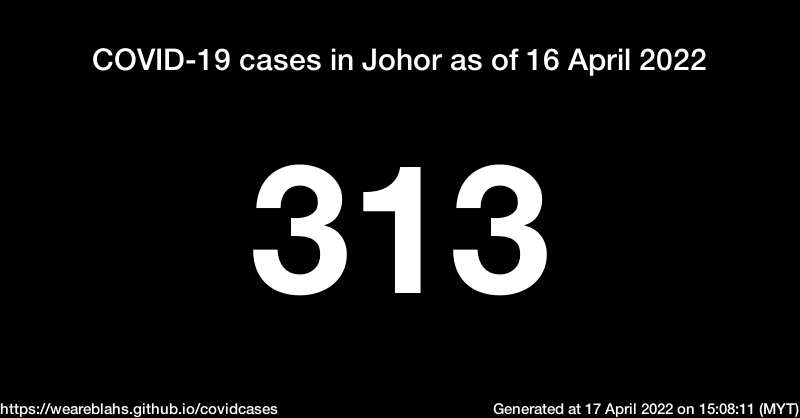 COVID-19 cases in Johor as of 16 April 2022
313
https://weareblahs.github.io/covidcases
Generated at 17 April 2022 on 15:08:11 (MYT)